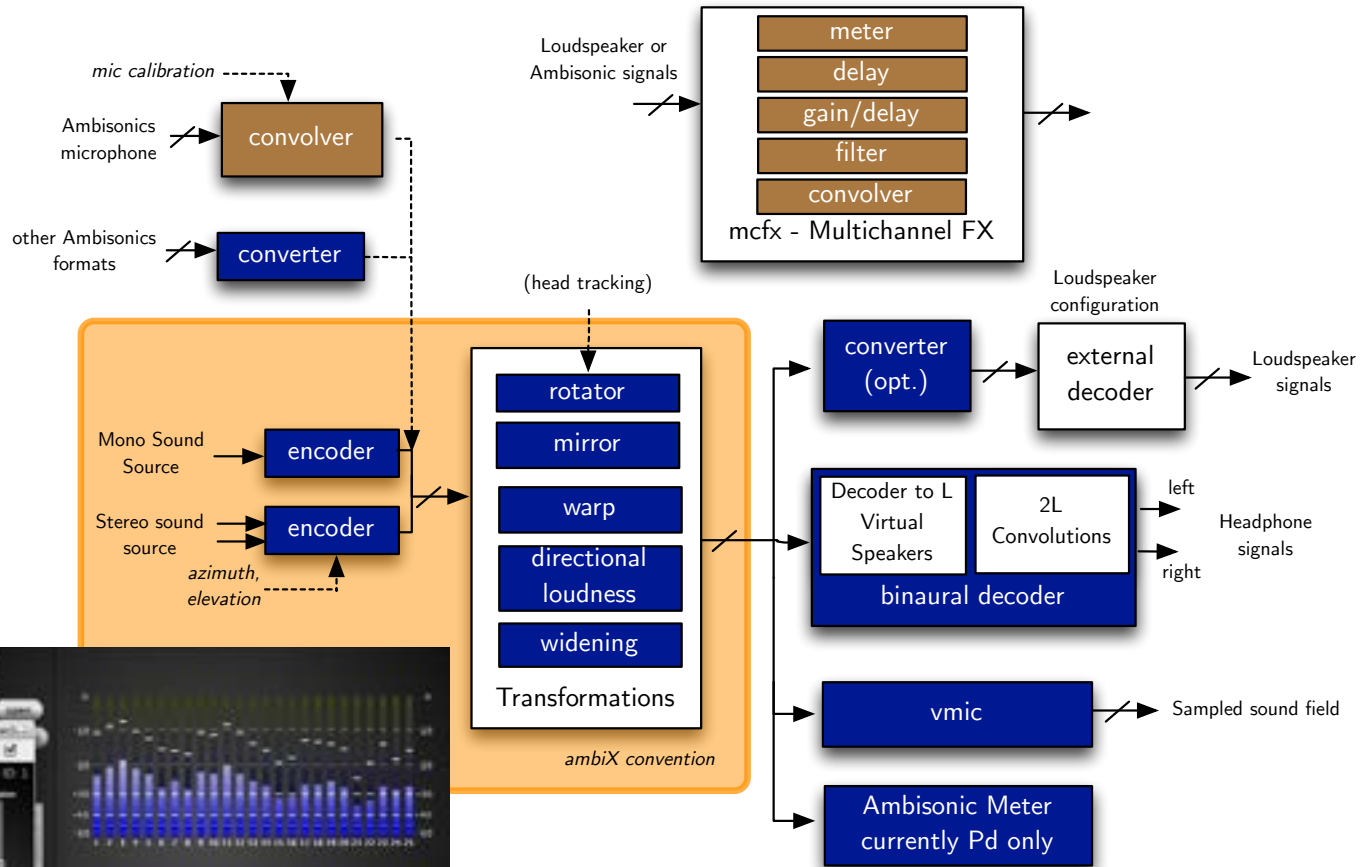 mic calibration
Ambisonics
microphone
convolver
other Ambisonics
formats
converter
Loudspeaker or
Ambisonic signals
meter
delay
gain/delay
filter
convolver
mcfx - Multichannel FX
(head tracking)
Mono Sound
Source
encoder
Stereo sound
source
encoder
azimuth,
elevation
rotator
mirror
warp
directional
loudness
widening
Transformations
ambiX convention
converter
(opt.)
Loudspeaker
configuration
external
decoder
Loudspeaker
signals
Decoder to L
Virtual
Speakers
2L
Convolutions
binaural decoder
left
right
Headphone
signals
vmic
Sampled sound field
Ambisonic Meter
currently Pd only